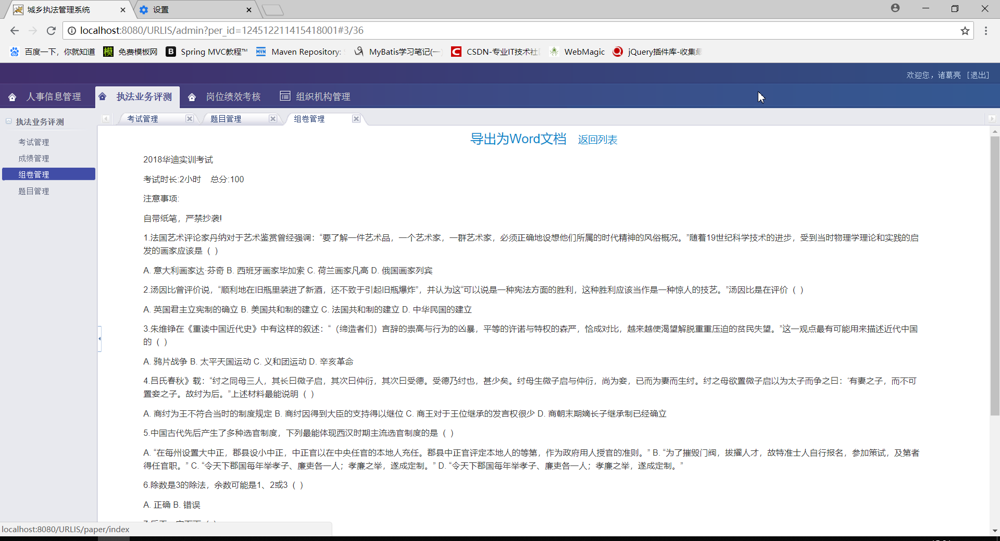 城乡执法管理系统
设置
localhost:8080/URLIS/admin?per_id=124512211415418001#3/36
百度一下，你就知道 免费模板网 Spring MVC教程™ Maven Repository: MyBatis学习笔记(一) CSDN-专业IT技术社 WebMagic jQuery插件库-收集最
欢迎您，诸葛亮 [退出]
人事信息管理 执法业务评测 岗位绩效考核 组织机构管理
执法业务评测
考试管理
成绩管理
组卷管理
题目管理
考试管理 题目管理 组卷管理
导出为Word文档 返回列表
2018华迪实训考试
考试时长:2小时 总分:100
注意事项:
自带纸笔，严禁抄袭!
1.法国艺术评论家丹纳对于艺术鉴赏曾经强调：“要了解一件艺术品，一个艺术家，一群艺术家，必须正确地设想他们所属的时代精神的风俗概况。”随着19世纪科学技术的进步，受到当时物理学理论和实践的启
发的画家应该是（ ）
A. 意大利画家达·芬奇 B. 西班牙画家毕加索 C. 荷兰画家凡高 D. 俄国画家列宾
2.汤因比曾评价说，“顺利地在旧瓶里装进了新酒，还不致于引起旧瓶爆炸”，并认为这“可以说是一种宪法方面的胜利，这种胜利应该当作是一种惊人的技艺。”汤因比是在评价（ ）
A. 英国君主立宪制的确立 B. 美国共和制的建立 C. 法国共和制的建立 D. 中华民国的建立
3.朱维铮在《重读中国近代史》中有这样的叙述：“（缔造者们）言辞的崇高与行为的凶暴，平等的许诺与特权的森严，恰成对比，越来越使渴望解脱重重压迫的贫民失望。”这一观点最有可能用来描述近代中国
的（ ）
A. 鸦片战争 B. 太平天国运动 C. 义和团运动 D. 辛亥革命
4.吕氏春秋》载：“纣之同母三人，其长曰微子启，其次曰仲衍，其次曰受德。受德乃纣也，甚少矣。纣母生微子启与仲衍，尚为妾，已而为妻而生纣。纣之母欲置微子启以为太子而争之曰：‘有妻之子，而不可
置妾之子。故纣为后。”上述材料最能说明（ ）
A. 商纣为王不符合当时的制度规定 B. 商纣因得到大臣的支持得以继位 C. 商王对于王位继承的发言权很少 D. 商朝末期嫡长子继承制已经确立
5.中国古代先后产生了多种选官制度，下列最能体现西汉时期主流选官制度的是（ ）
A. “在每州设置大中正，郡县设小中正，中正官以在中央任官的本地人充任。郡县中正官评定本地人的等第，作为政府用人授官的准则。” B. “为了摧毁门阀，拔擢人才，故特准士人自行报名，参加策试，及第者
得任官职。” C. “令天下郡国每年举孝子、廉吏各一人；孝廉之举，遂成定制。” D. “令天下郡国每年举孝子、廉吏各一人；孝廉之举，遂成定制。”
6.除数是3的除法，余数可能是1、2或3（ ）
A. 正确 B. 错误
localhost:8080/URLIS/paper/index